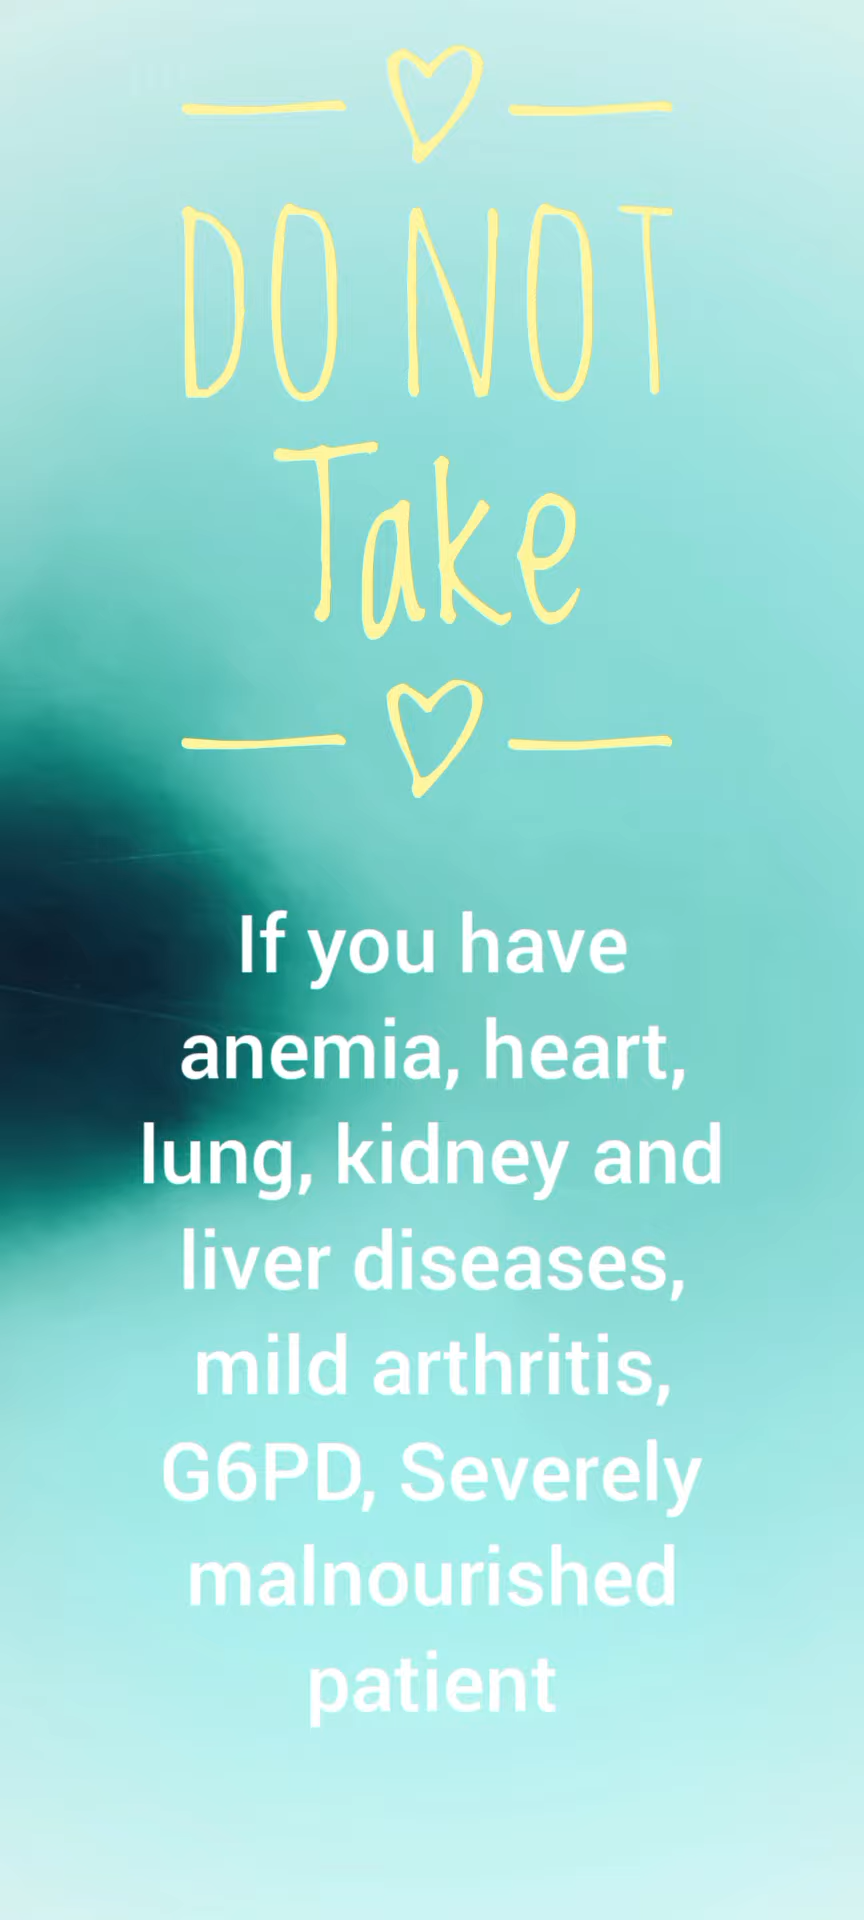 DO NOT
Take
If you have
anemia, heart,
lung, kidney and
liver diseases,
mild arthritis,
G6PD, Severely
malnourished
patient